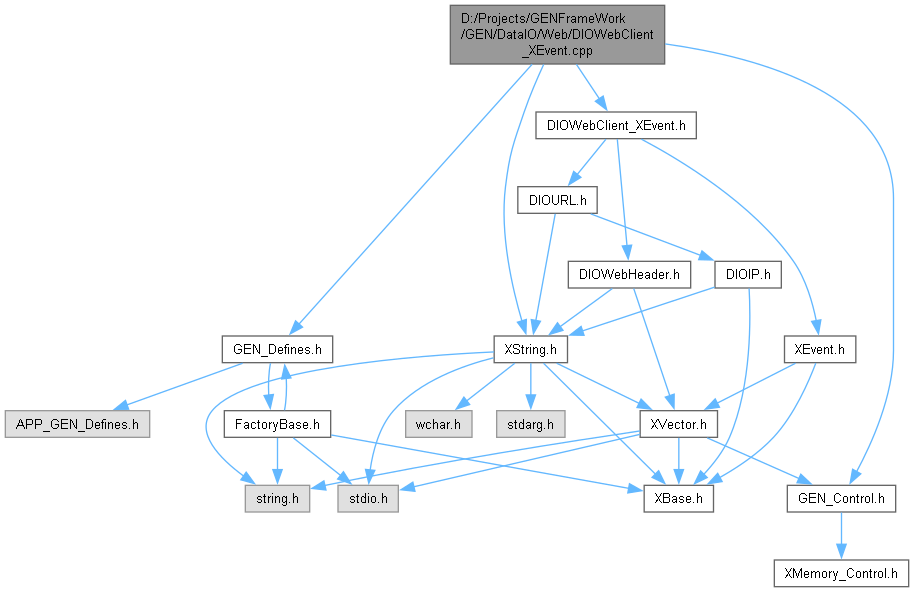 D:/Projects/GENFrameWork
/GEN/DataIO/Web/DIOWebClient
_XEvent.cpp
DIOWebClient_XEvent.h
DIOURL.h
DIOWebHeader.h
DIOIP.h
GEN_Defines.h
XString.h
XEvent.h
APP_GEN_Defines.h
FactoryBase.h
wchar.h
stdarg.h
XVector.h
string.h
stdio.h
XBase.h
GEN_Control.h
XMemory_Control.h